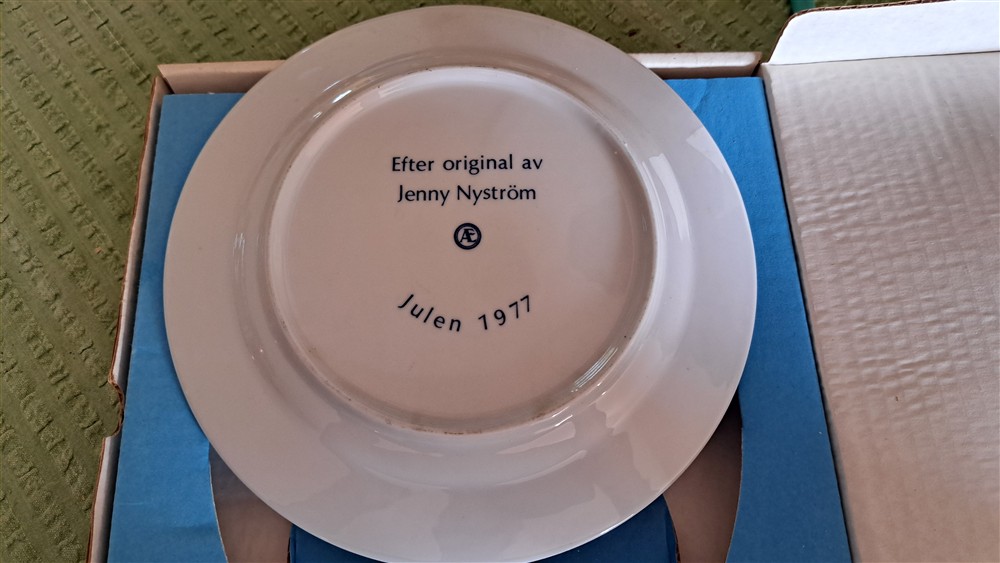 Efter original av
Jenny Nyström
Æ
Julen 1977